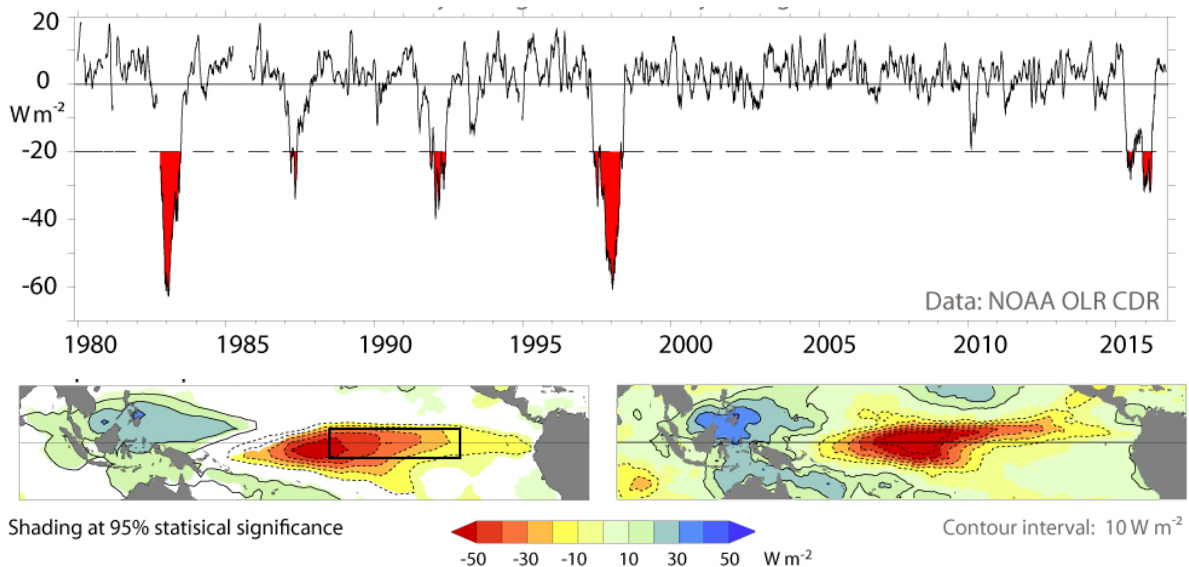 20
0
W m-2
-20
-40
-60
Data: NOAA OLR CDR
1980 1985 1990 1995 2000 2005 2010 2015
Shading at 95% statisical significance
-50 -30 -10 10 30 50 W m-2
Contour interval: 10 W m-2